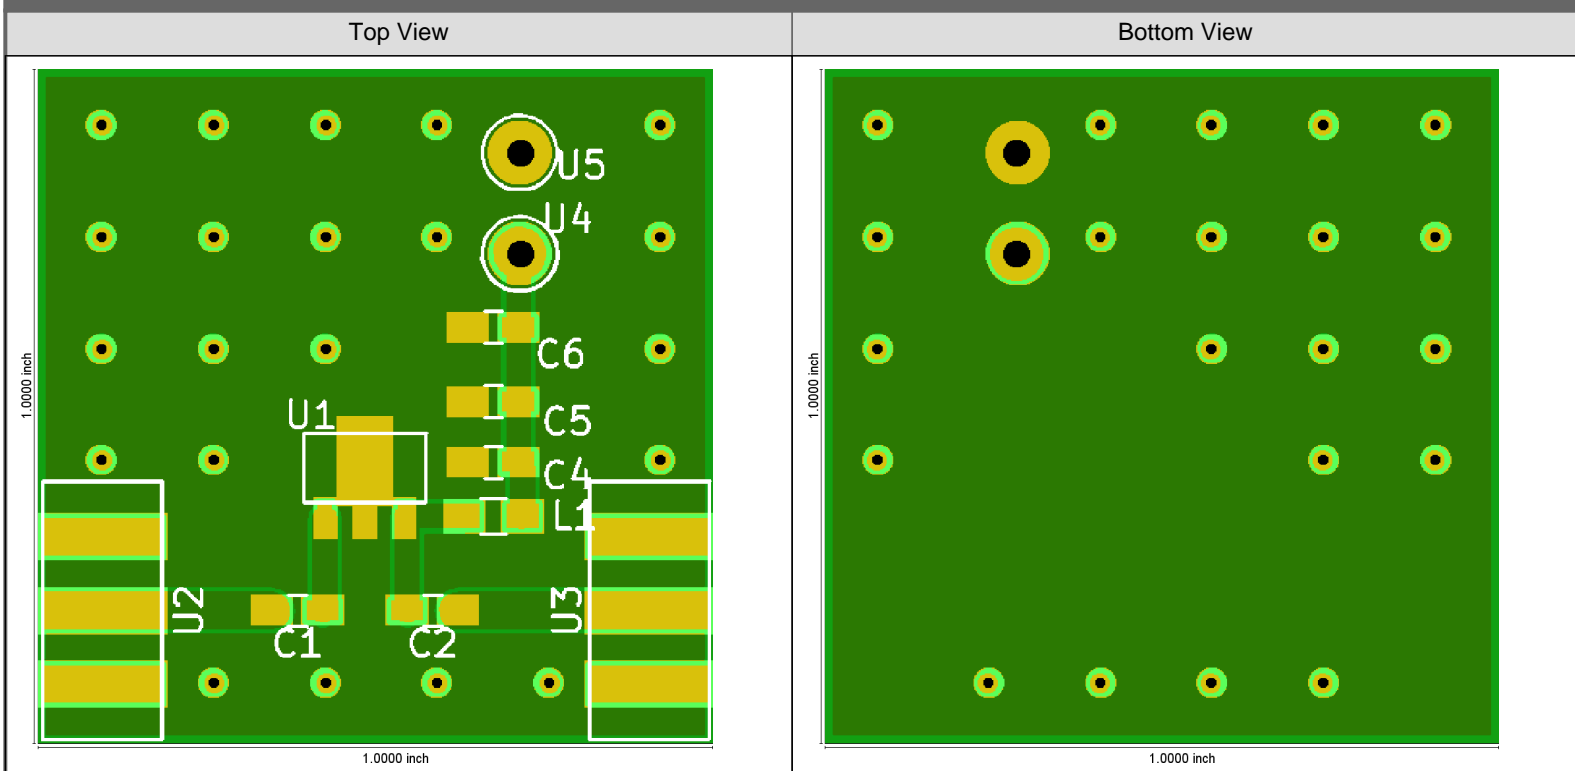 Top View
Bottom View
U5
U4
C6
U1
C5
C4
L1
U2
U3
C1
C2
1.0000 inch
1.0000 inch
1.0000 inch
1.0000 inch